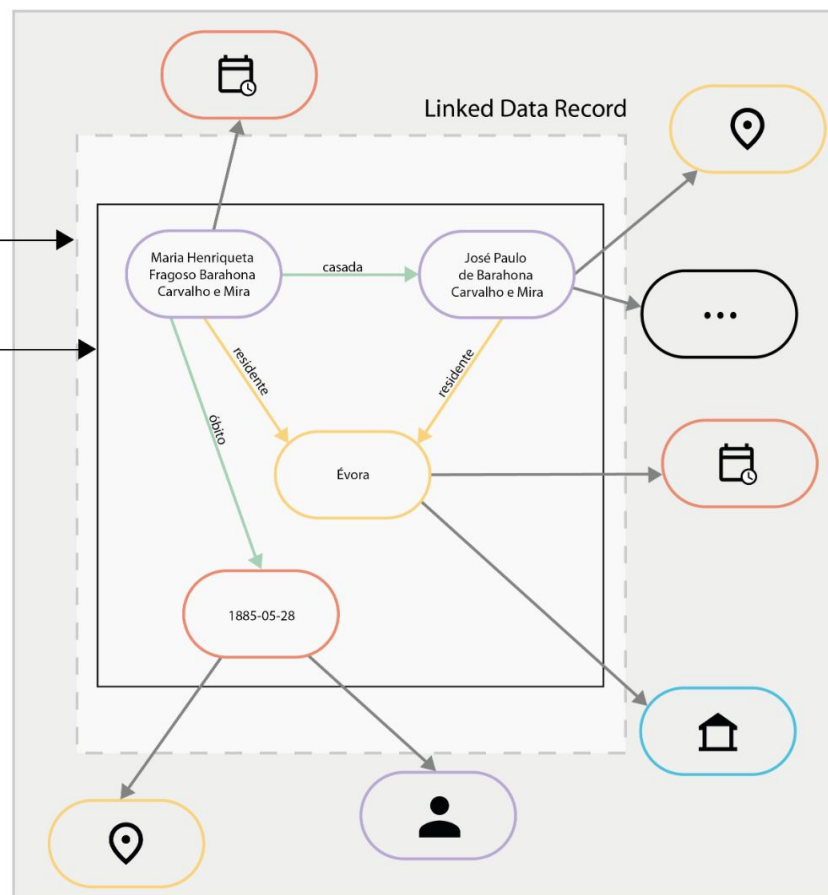 Linked Data Record
Maria Henriqueta
Fragoso Barahona
Carvalho e Mira
casada
José Paulo
de Barahona
Carvalho e Mira
residente
residente
óbito
Évora
1885-05-28